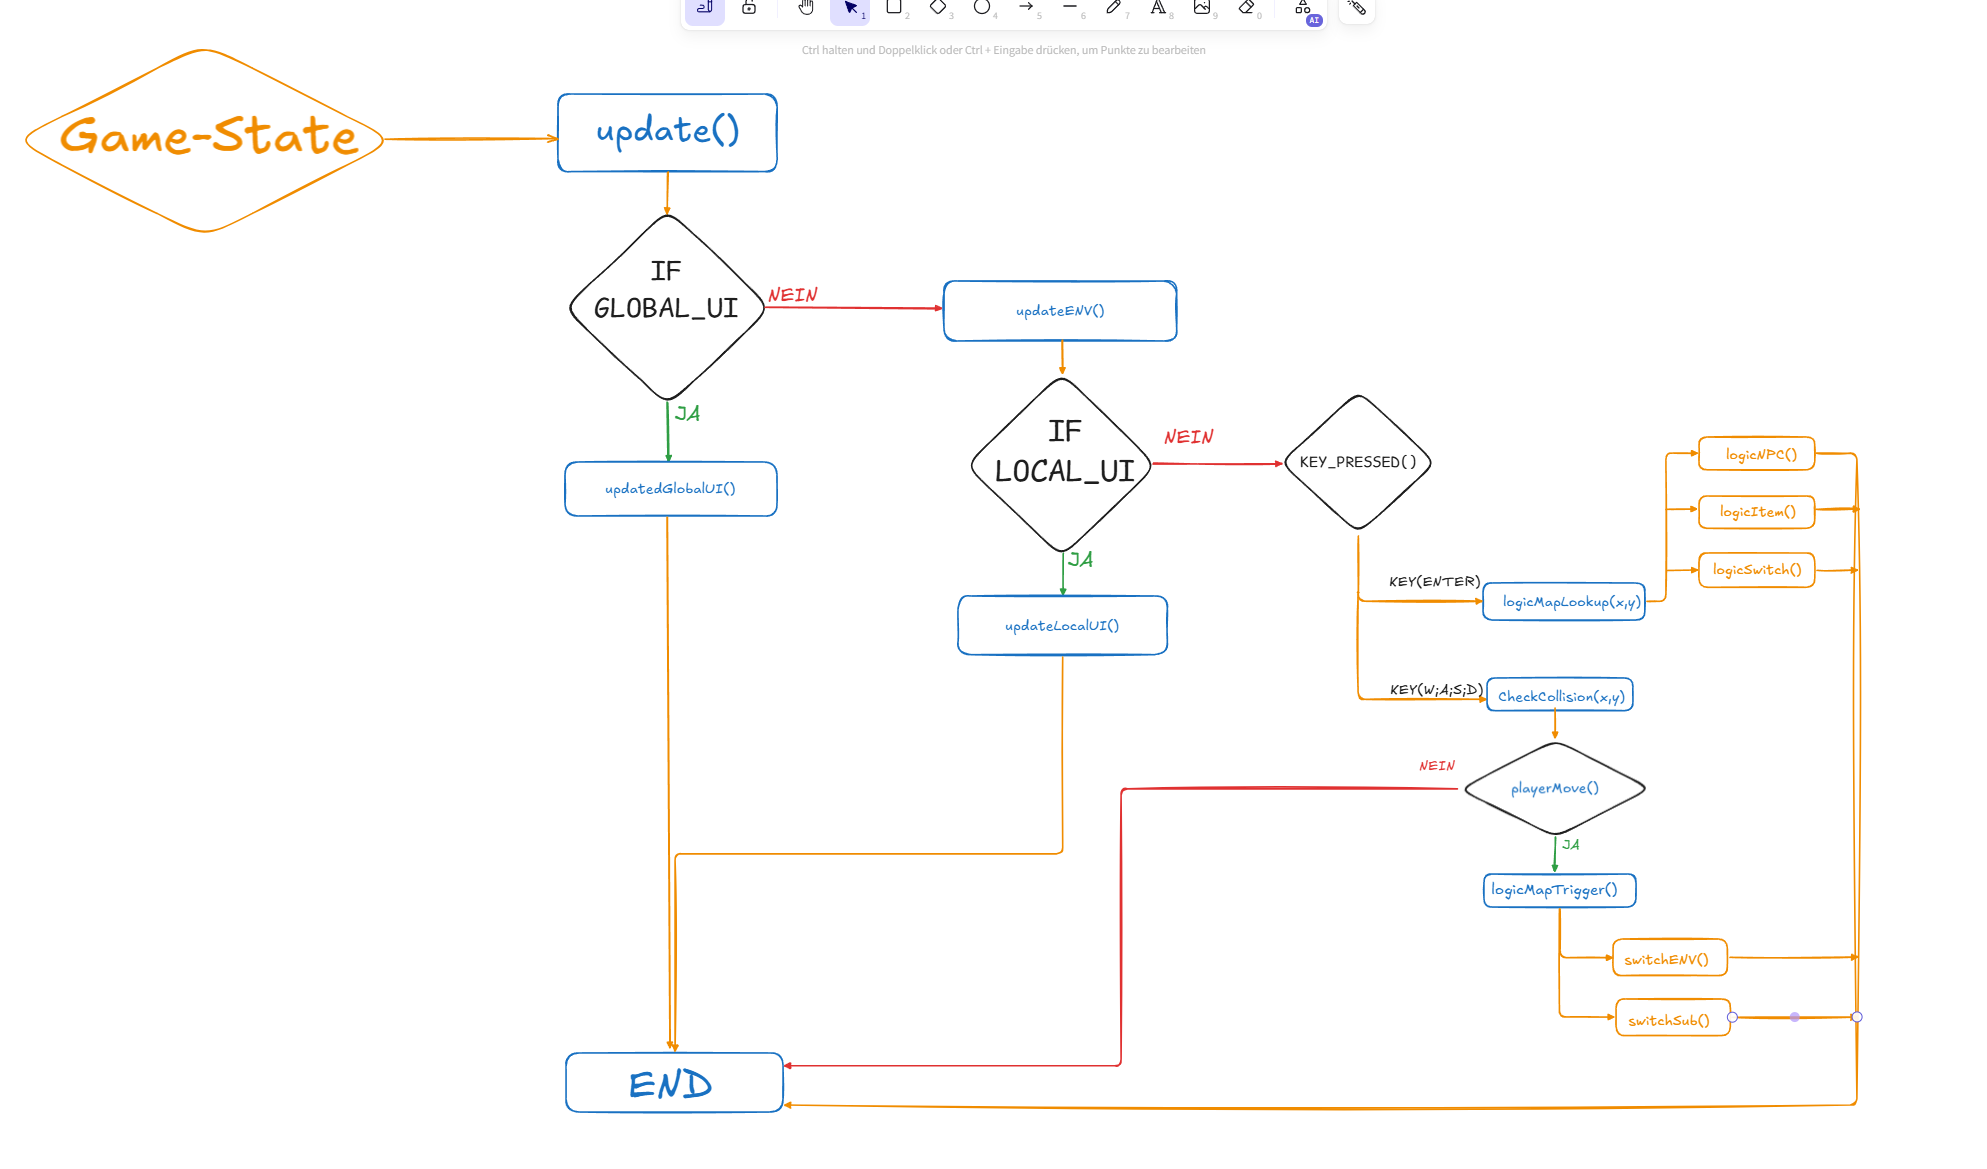 1
2
3
4
5
6
7
8
9
0
AI
Ctrl halten und Doppelklick oder Ctrl + Eingabe drücken, um Punkte zu bearbeiten
Game-State
update()
IF
GLOBAL_UI
NEIN
updateENV()
JA
updatedGlobalUI()
IF
LOCAL_UI
NEIN
KEY_PRESSED()
JA
updateLocalUI()
logicNPC()
logicItem()
logicSwitch()
KEY(ENTER)
logicMapLookup(x,y)
KEY(W;A;S;D)
CheckCollision(x,y)
NEIN
playerMove()
JA
logicMapTrigger()
switchENV()
switchSub()
END